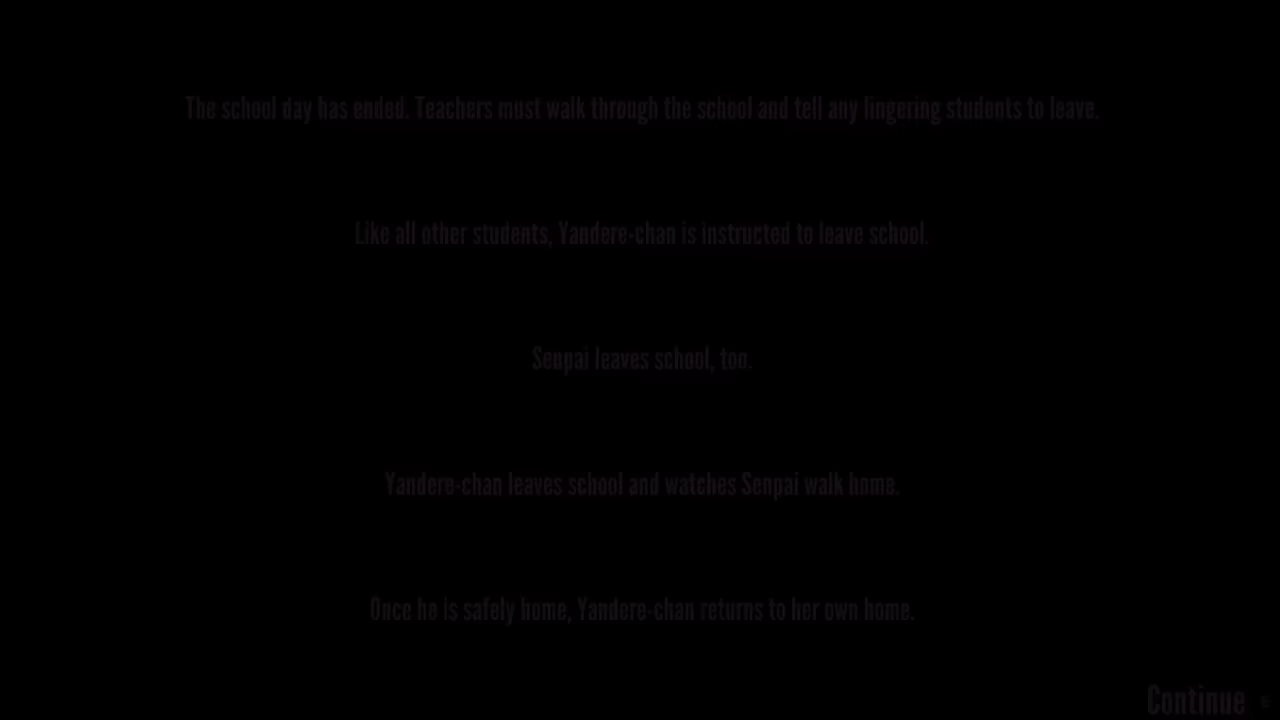 The school day has ended. Teachers must walk through the school and tell any lingering students to leave.
Like all other students, Yandere-chan is instructed to leave school.
Senpai leaves school, too.
Yandere-chan leaves school and watches Senpai walk home.
Once he is safely home, Yandere-chan returns to her own home.
Continue